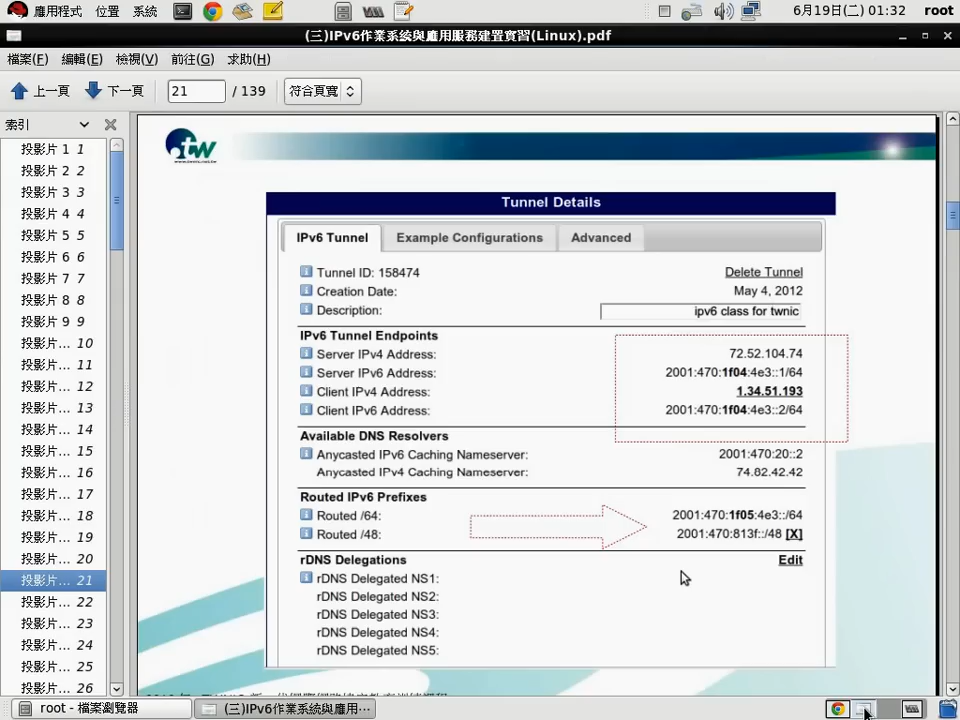 應用程式 位置 系統 6月19日(二) 01:32 root
(三)IPv6作業系統與應用服務建置實習(Linux).pdf
檔案(F) 編輯(E) 檢視(V) 前往(G) 求助(H)
上一頁 下一頁 21 / 139 符合頁寬
索引
投影片 1 1
投影片 2 2
投影片 3 3
投影片 4 4
投影片 5 5
投影片 6 6
投影片 7 7
投影片 8 8
投影片 9 9
投影片… 10
投影片… 11
投影片… 12
投影片… 13
投影片… 14
投影片… 15
投影片… 16
投影片… 17
投影片… 18
投影片… 19
投影片… 20
投影片… 21
投影片… 22
投影片… 23
投影片… 24
投影片… 25
投影片… 26
.tw
Tunnel Details
IPv6 Tunnel Example Configurations Advanced
Tunnel ID: 158474 Delete Tunnel
Creation Date: May 4, 2012
Description: ipv6 class for twnic
IPv6 Tunnel Endpoints
Server IPv4 Address: 72.52.104.74
Server IPv6 Address: 2001:470:1f04:4e3::1/64
Client IPv4 Address: 1.34.51.193
Client IPv6 Address: 2001:470:1f04:4e3::2/64
Available DNS Resolvers
Anycasted IPv6 Caching Nameserver: 2001:470:20::2
Anycasted IPv4 Caching Nameserver: 74.82.42.42
Routed IPv6 Prefixes
Routed /64: 2001:470:1f05:4e3::/64
Routed /48: 2001:470:813f::/48 [X]
rDNS Delegations Edit
rDNS Delegated NS1:
rDNS Delegated NS2:
rDNS Delegated NS3:
rDNS Delegated NS4:
rDNS Delegated NS5:
root - 檔案瀏覽器 (三)IPv6作業系統與應用…